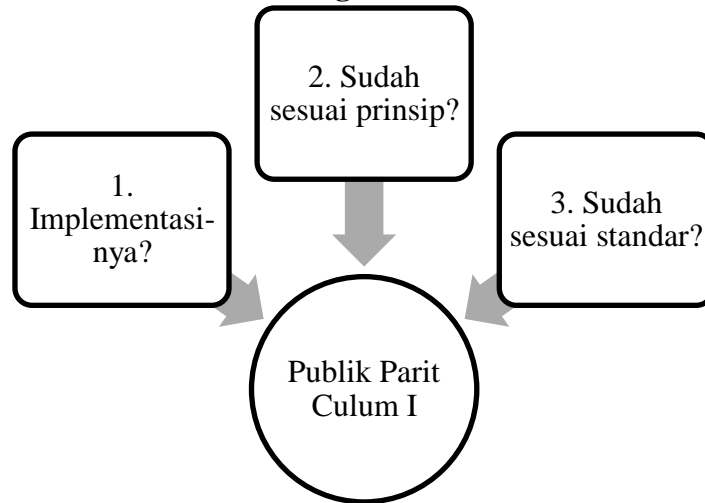 2. Sudah
sesuai prinsip?
1.
Implementasi-
nya?
3. Sudah
sesuai standar?
Publik Parit
Culum I